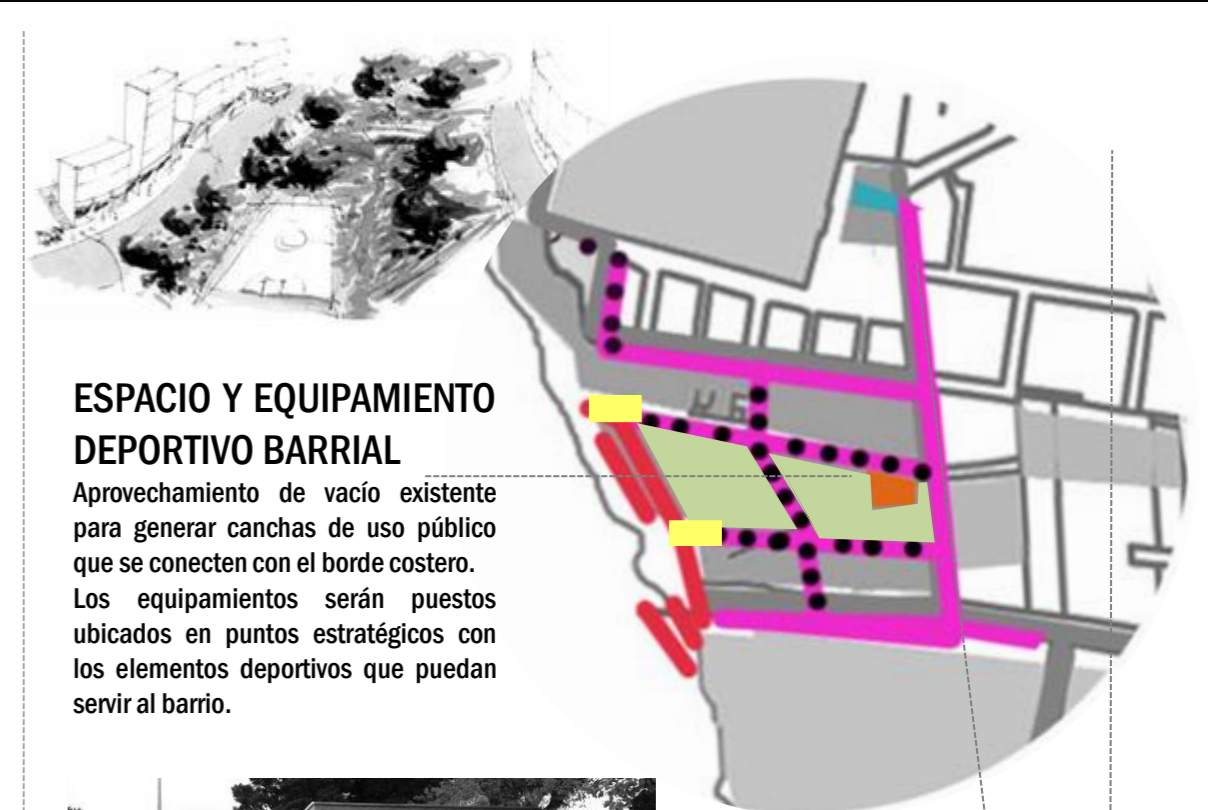 ESPACIO Y EQUIPAMIENTO
DEPORTIVO BARRIAL
Aprovechamiento de vacío existente
para generar canchas de uso público
que se conecten con el borde costero.
Los equipamientos serán puestos
ubicados en puntos estratégicos con
los elementos deportivos que puedan
servir al barrio.